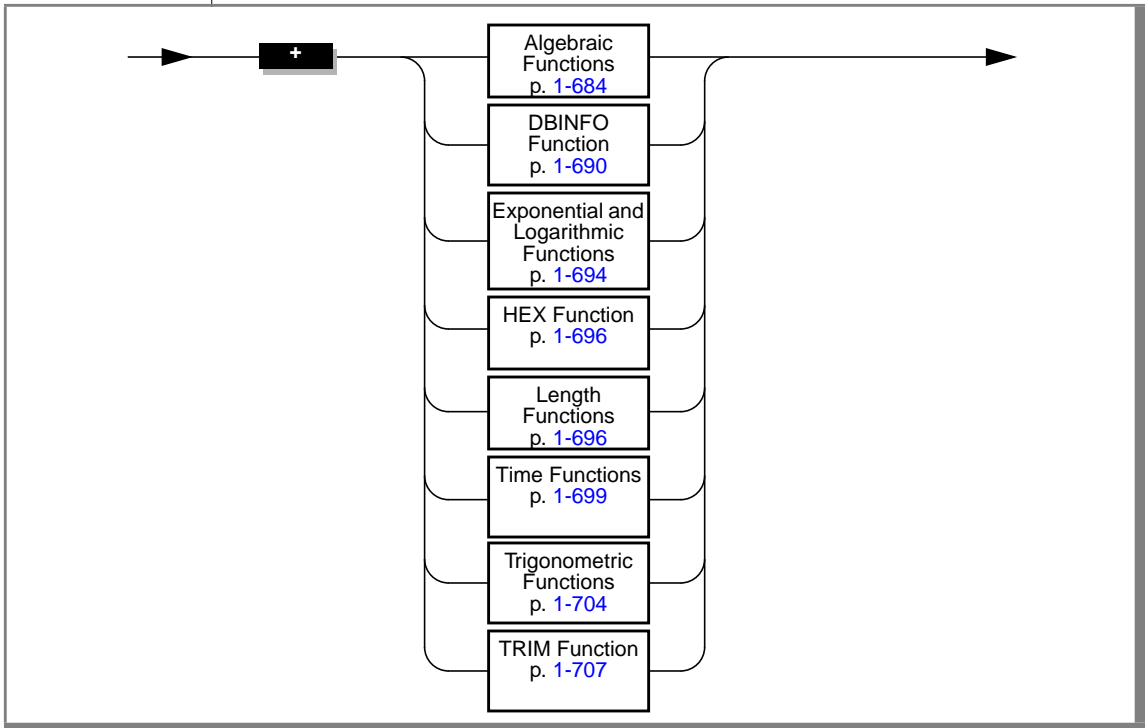 +
Algebraic
Functions
p. 1-684
DBINFO
Function
p. 1-690
Exponential and
Logarithmic
Functions
p. 1-694
HEX Function
p. 1-696
Length
Functions
p. 1-696
Time Functions
p. 1-699
Trigonometric
Functions
p. 1-704
TRIM Function
p. 1-707